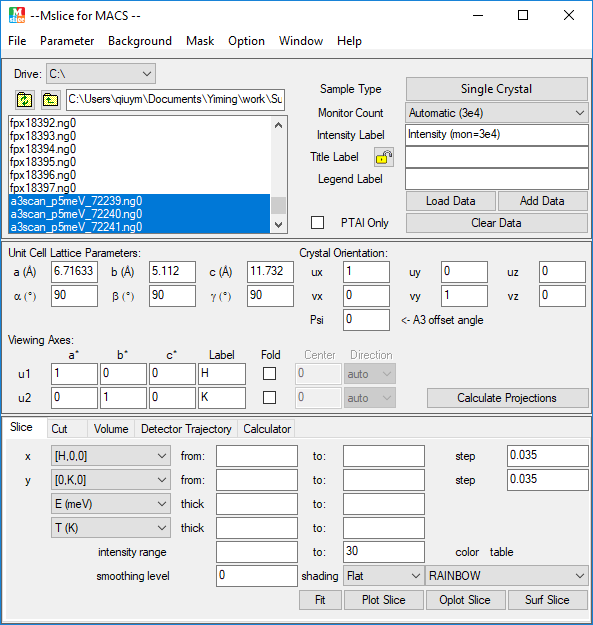 M slice --Mslice for MACS --
File Parameter Background Mask Option Window Help
Drive: C:\
C:\Users\qiuym\Documents\Yiming\work\Su
fpx18392.ng0
fpx18393.ng0
fpx18394.ng0
fpx18395.ng0
fpx18396.ng0
fpx18397.ng0
a3scan_p5meV_72239.ng0
a3scan_p5meV_72240.ng0
a3scan_p5meV_72241.ng0
Sample Type Single Crystal
Monitor Count Automatic (3e4)
Intensity Label Intensity (mon=3e4)
Title Label
Legend Label
Load Data Add Data
PTAI Only Clear Data
Unit Cell Lattice Parameters:
a (Å) 6.71633 b (Å) 5.112 c (Å) 11.732
α (°) 90 β (°) 90 γ (°) 90
Crystal Orientation:
ux 1 uy 0 uz 0
vx 0 vy 1 vz 0
Psi 0 <- A3 offset angle
Viewing Axes:
a* b* c* Label Fold Center Direction
u1 1 0 0 H 0 auto
u2 0 1 0 K 0 auto
Calculate Projections
Slice Cut Volume Detector Trajectory Calculator
x [H,0,0] from: to: step 0.035
y [0,K,0] from: to: step 0.035
E (meV) thick to:
T (K) thick to:
intensity range to: 30 color table
smoothing level 0 shading Flat RAINBOW
Fit Plot Slice Oplot Slice Surf Slice